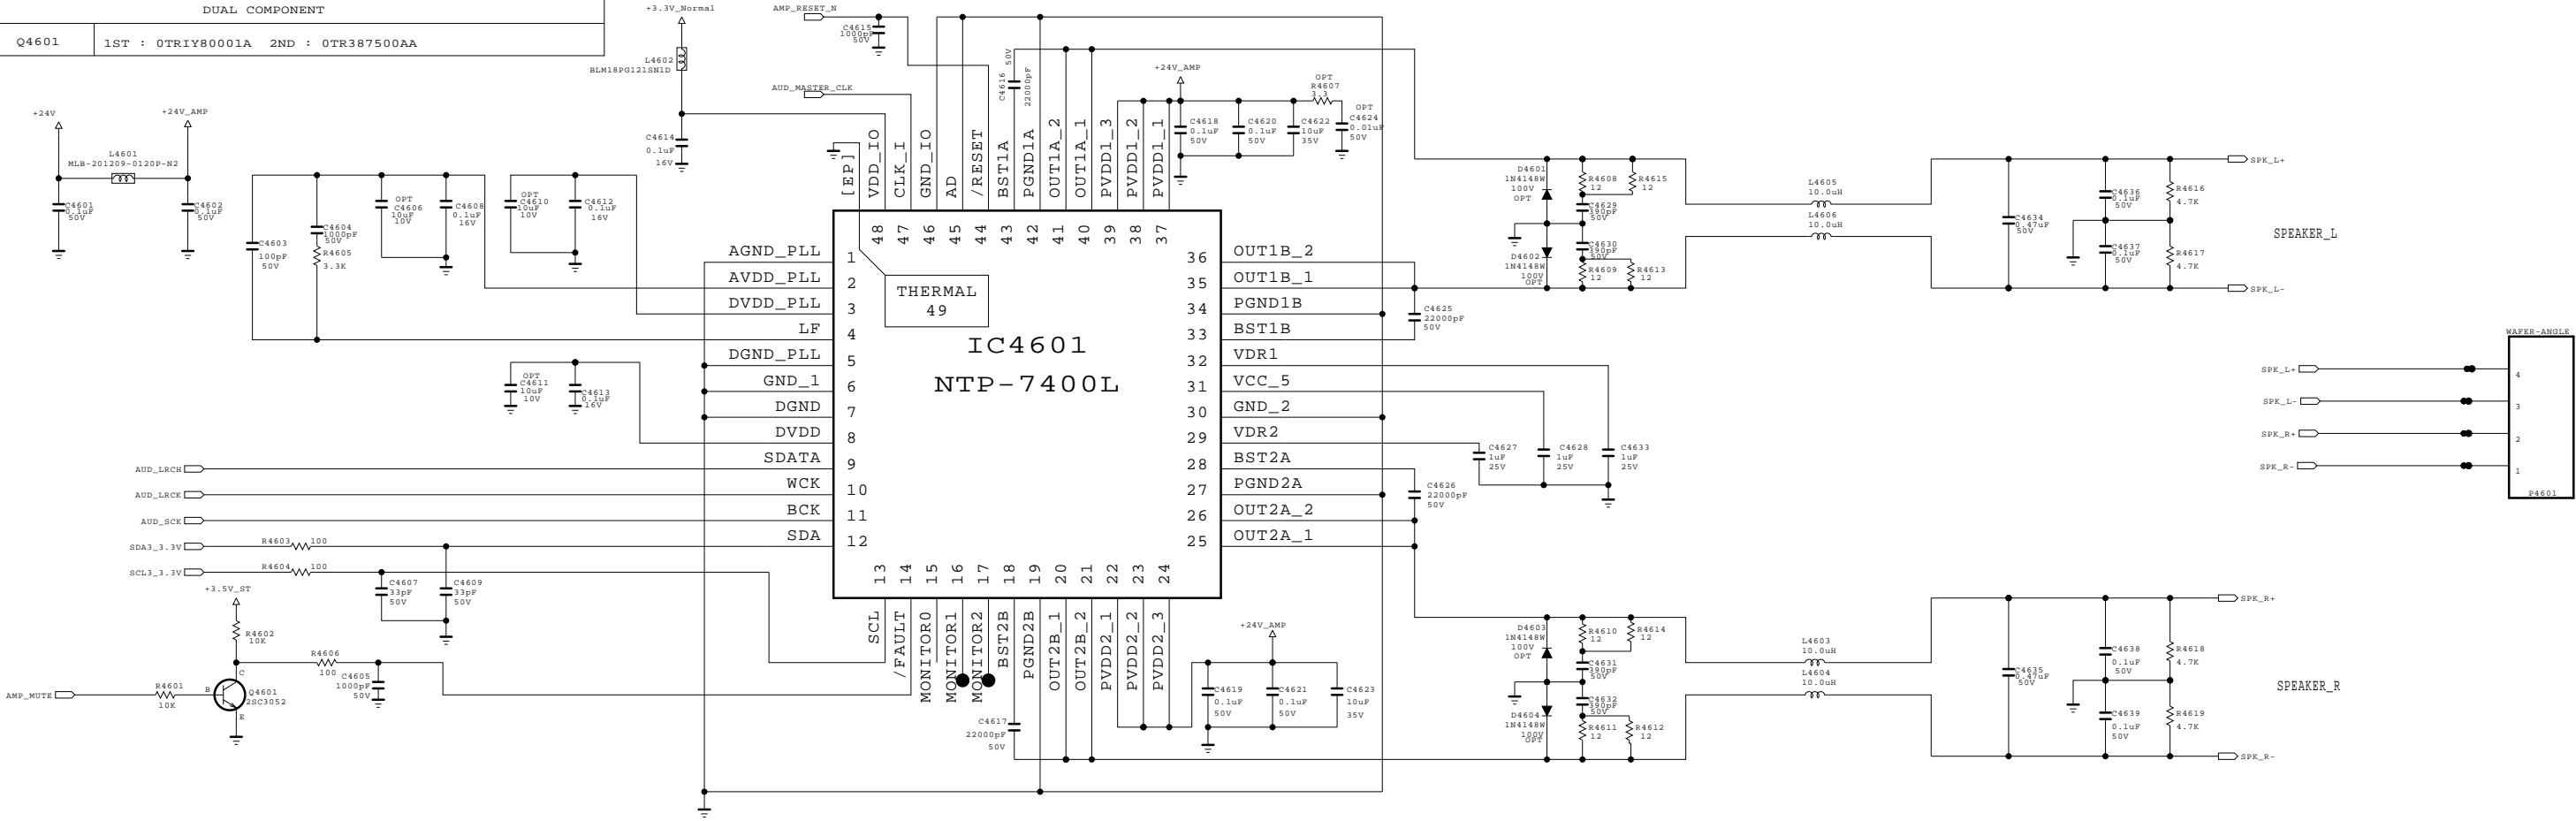 DUAL COMPONENT
Q4601
1ST : 0TRIY80001A 2ND : 0TR387500AA
+3.3V_Normal
L4602
BLM18PG121SN1D
AMP_RESET_N
C4615
1000pF
50V
AUD_MASTER_CLK
C4614
0.1uF
16V
C4616
22000pF
50V
+24V_AMP
C4618
0.1uF
50V
C4620
0.1uF
50V
C4622
10uF
35V
OPT
R4607
3.3
OPT
C4624
0.01uF
50V
+24V
+24V_AMP
L4601
MLB-201209-0120P-N2
C4601
0.1uF
50V
C4602
0.1uF
50V
C4603
100pF
50V
C4604
1000pF
50V
R4605
3.3K
OPT
C4606
10uF
10V
C4608
0.1uF
16V
OPT
C4610
10uF
10V
C4612
0.1uF
16V
OPT
C4611
10uF
10V
C4613
0.1uF
16V
[EP]
VDD_IO
CLK_I
GND_IO
AD
/RESET
BST1A
PGND1A
OUT1A_2
OUT1A_1
PVDD1_3
PVDD1_2
PVDD1_1
48
47
46
45
44
43
42
41
40
39
38
37
AGND_PLL
1
AVDD_PLL
2
DVDD_PLL
3
LF
4
DGND_PLL
5
GND_1
6
DGND
7
DVDD
8
SDATA
9
WCK
10
BCK
11
SDA
12
THERMAL
49
IC4601
NTP-7400L
36
OUT1B_2
35
OUT1B_1
34
PGND1B
33
BST1B
32
VDR1
31
VCC_5
30
GND_2
29
VDR2
28
BST2A
27
PGND2A
26
OUT2A_2
25
OUT2A_1
13
14
15
16
17
18
19
20
21
22
23
24
SCL
/FAULT
MONITOR0
MONITOR1
MONITOR2
BST2B
PGND2B
OUT2B_1
OUT2B_2
PVDD2_1
PVDD2_2
PVDD2_3
AUD_LRCH
AUD_LRCK
AUD_SCK
SDA3_3.3V
R4603
100
SCL3_3.3V
R4604
100
C4607
33pF
50V
C4609
33pF
50V
+3.5V_ST
R4602
10K
R4606
100
C4605
1000pF
50V
AMP_MUTE
R4601
10K
B
C
E
Q4601
2SC3052
C4617
22000pF
50V
+24V_AMP
C4619
0.1uF
50V
C4621
0.1uF
50V
C4623
10uF
35V
C4625
22000pF
50V
C4626
22000pF
50V
C4627
1uF
25V
C4628
1uF
25V
C4633
1uF
25V
D4601
1N4148W
100V
OPT
R4608
12
R4615
12
C4629
390pF
50V
C4630
390pF
50V
D4602
1N4148W
100V
OPT
R4609
12
R4613
12
L4605
10.0uH
L4606
10.0uH
C4634
0.47uF
50V
C4636
0.1uF
50V
R4616
4.7K
C4637
0.1uF
50V
R4617
4.7K
SPK_L+
SPEAKER_L
SPK_L-
D4603
1N4148W
100V
OPT
R4610
12
R4614
12
C4631
390pF
50V
C4632
390pF
50V
D4604
1N4148W
100V
OPT
R4611
12
R4612
12
L4603
10.0uH
L4604
10.0uH
C4635
0.47uF
50V
C4638
0.1uF
50V
R4618
4.7K
C4639
0.1uF
50V
R4619
4.7K
SPK_R+
SPEAKER_R
SPK_R-
WAFER-ANGLE
SPK_L+
4
SPK_L-
3
SPK_R+
2
SPK_R-
1
P4601